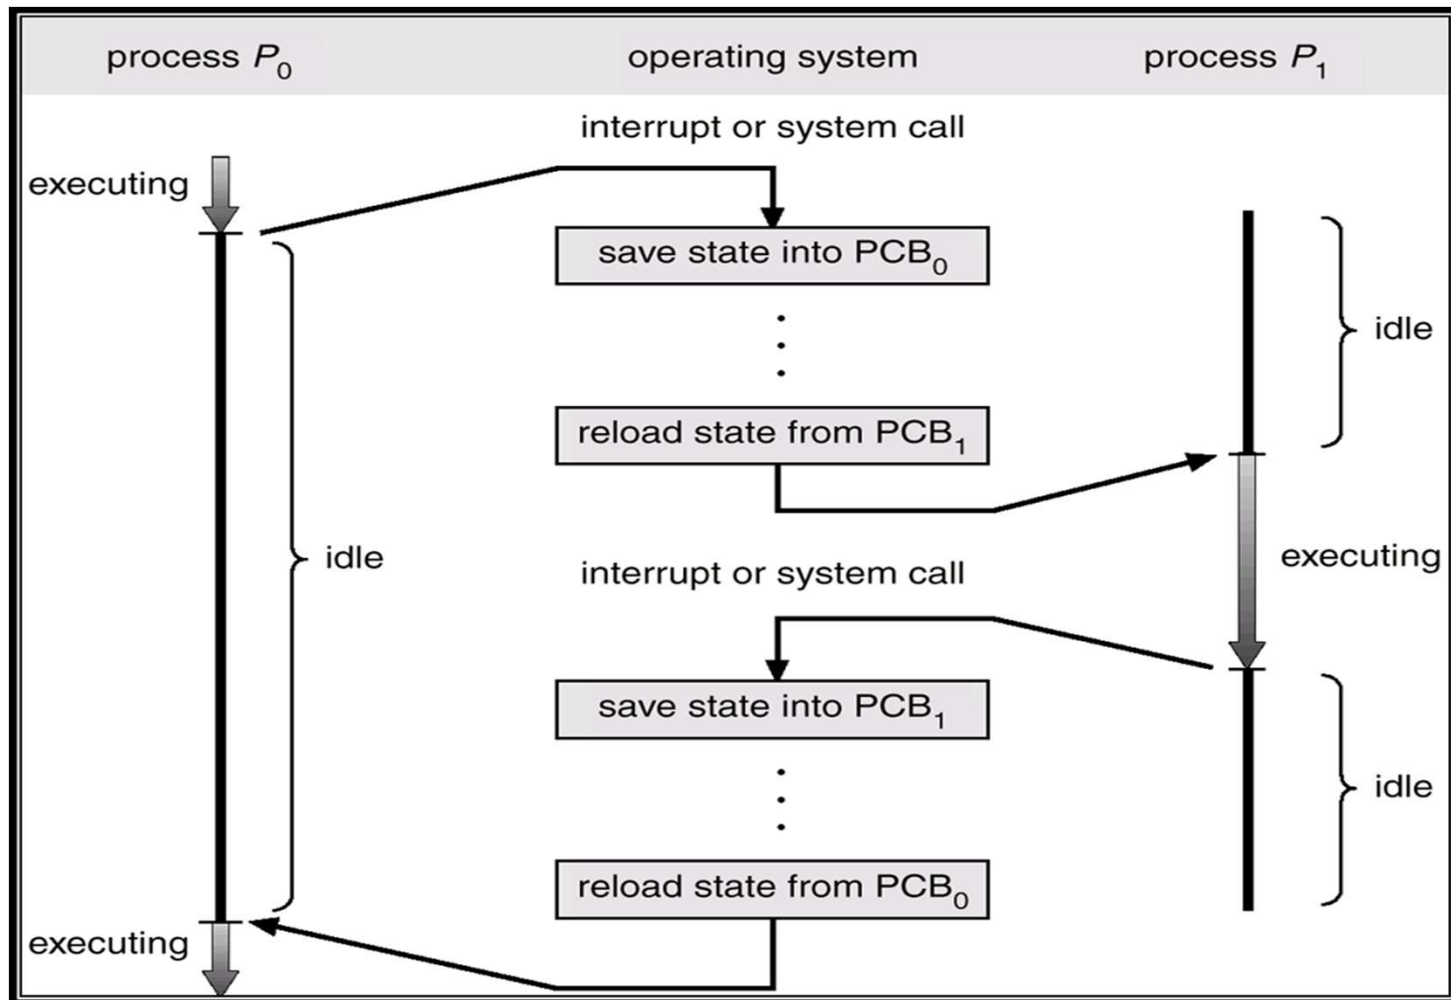 process P₀ operating system process P₁
interrupt or system call
executing
save state into PCB₀
idle
reload state from PCB₁
idle
executing
interrupt or system call
save state into PCB₁
idle
reload state from PCB₀
executing